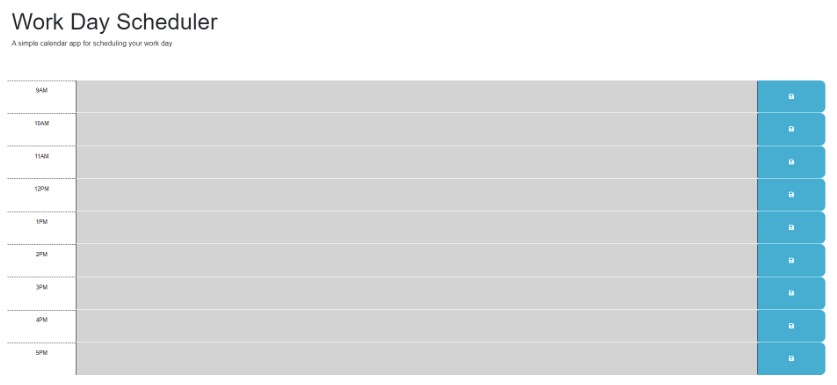 Work Day Scheduler
A simple calendar app for scheduling your work day
9AM
10AM
11AM
12PM
1PM
2PM
3PM
4PM
5PM